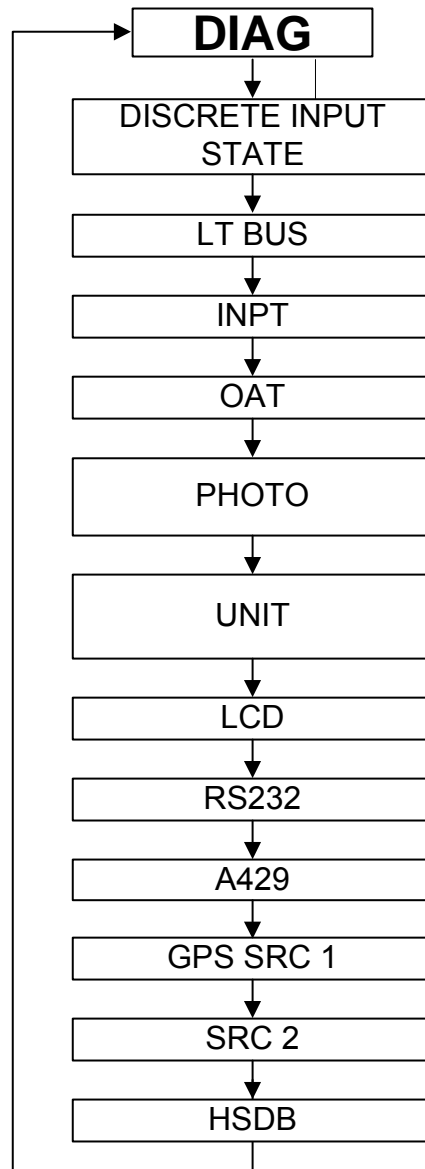 DIAG
DISCRETE INPUT
STATE
LT BUS
INPT
OAT
PHOTO
UNIT
LCD
RS232
A429
GPS SRC 1
SRC 2
HSDB